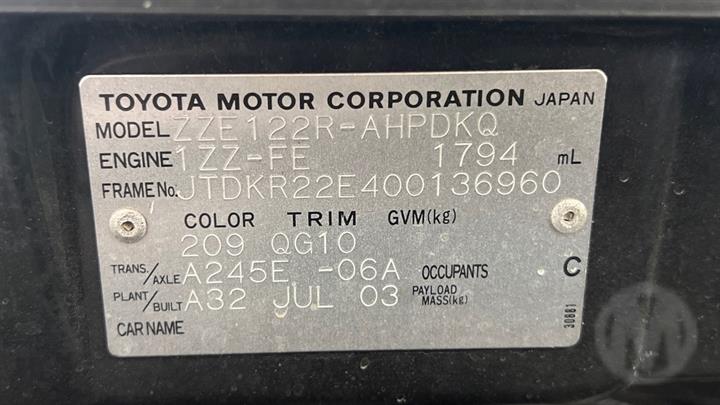 TOYOTA MOTOR CORPORATION JAPAN
MODEL ZZE122R-AHPDKQ
ENGINE 1ZZ-FE 1794 mL
FRAME No. JTDKR22E400136960
COLOR TRIM GVM(kg)
209 QG10
TRANS./AXLE A245E -06A OCCUPANTS C
PLANT/BUILT A32 JUL 03 PAYLOAD MASS(kg)
CAR NAME
30881
M